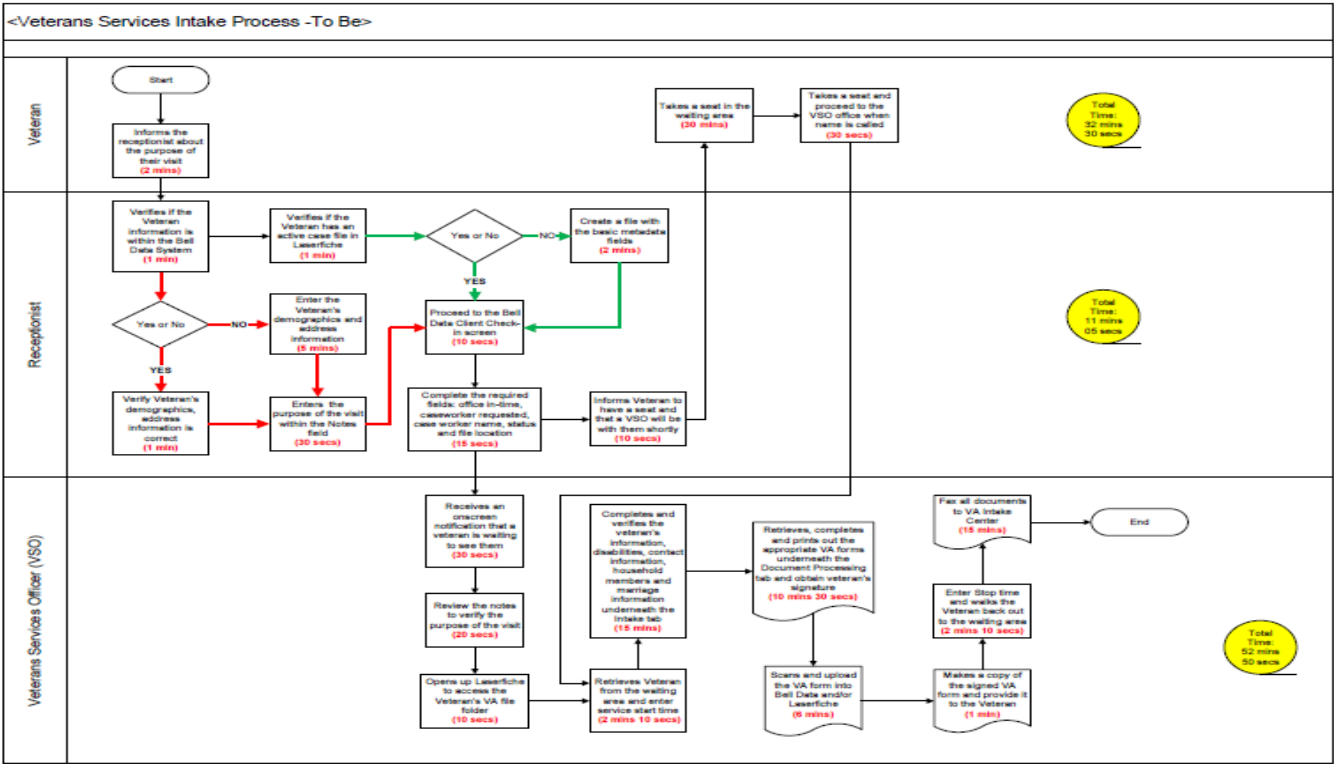 <Veterans Services Intake Process -To Be>
Veteran
Start
Informs the
receptionist about
the purpose of
their visit
(2 mins)
Takes a seat in the
waiting area
(30 mins)
Takes a seat and
proceed to the
VSO office when
name is called
(30 secs)
Total
Time:
32 mins
30 secs
Receptionist
Verifies if the
Veteran
information is
within the Bell
Data System
(1 min)
Verifies if the
Veteran has an
active case file in
Laserfiche
(1 min)
Yes or No
NO
Create a file with
the basic metadata
fields
(2 mins)
YES
Yes or No
NO
Enter the
Veteran's
demographics and
address
information
(5 mins)
Proceed to the Bell
Data Client Check-
in screen
(10 secs)
Total
Time:
11 mins
05 secs
YES
Verify Veteran's
demographics,
address
information is
correct
(1 min)
Enters the
purpose of the visit
within the Notes
field
(30 secs)
Complete the required
fields: office in-time,
caseworker requested,
case worker name, status
and file location
(15 secs)
Informs Veteran to
have a seat and
that a VSO will be
with them shortly
(10 secs)
Veterans Services Officer (VSO)
Receives an
onscreen
notification that a
veteran is waiting
to see them
(30 secs)
Review the notes
to verify the
purpose of the visit
(20 secs)
Opens up Laserfiche
to access the
Veteran's VA file
folder
(10 secs)
Retrieves Veteran
from the waiting
area and enter
service start time
(2 mins 10 secs)
Completes and
verifies the
veteran's
information,
disabilities, contact
information,
household
members and
marriage
information
underneath the
Intake tab
(15 mins)
Retrieves, completes
and prints out the
appropriate VA forms
underneath the
Document Processing
tab and obtain veteran's
signature
(10 mins 30 secs)
Scans and upload
the VA form into
Bell Data and/or
Laserfiche
(6 mins)
Makes a copy of
the signed VA
form and provide it
to the Veteran
(1 min)
Enter Stop time
and walks the
Veteran back out
to the waiting area
(2 mins 10 secs)
Fax all documents
to VA Intake
Center
(15 mins)
End
Total
Time:
52 mins
50 secs